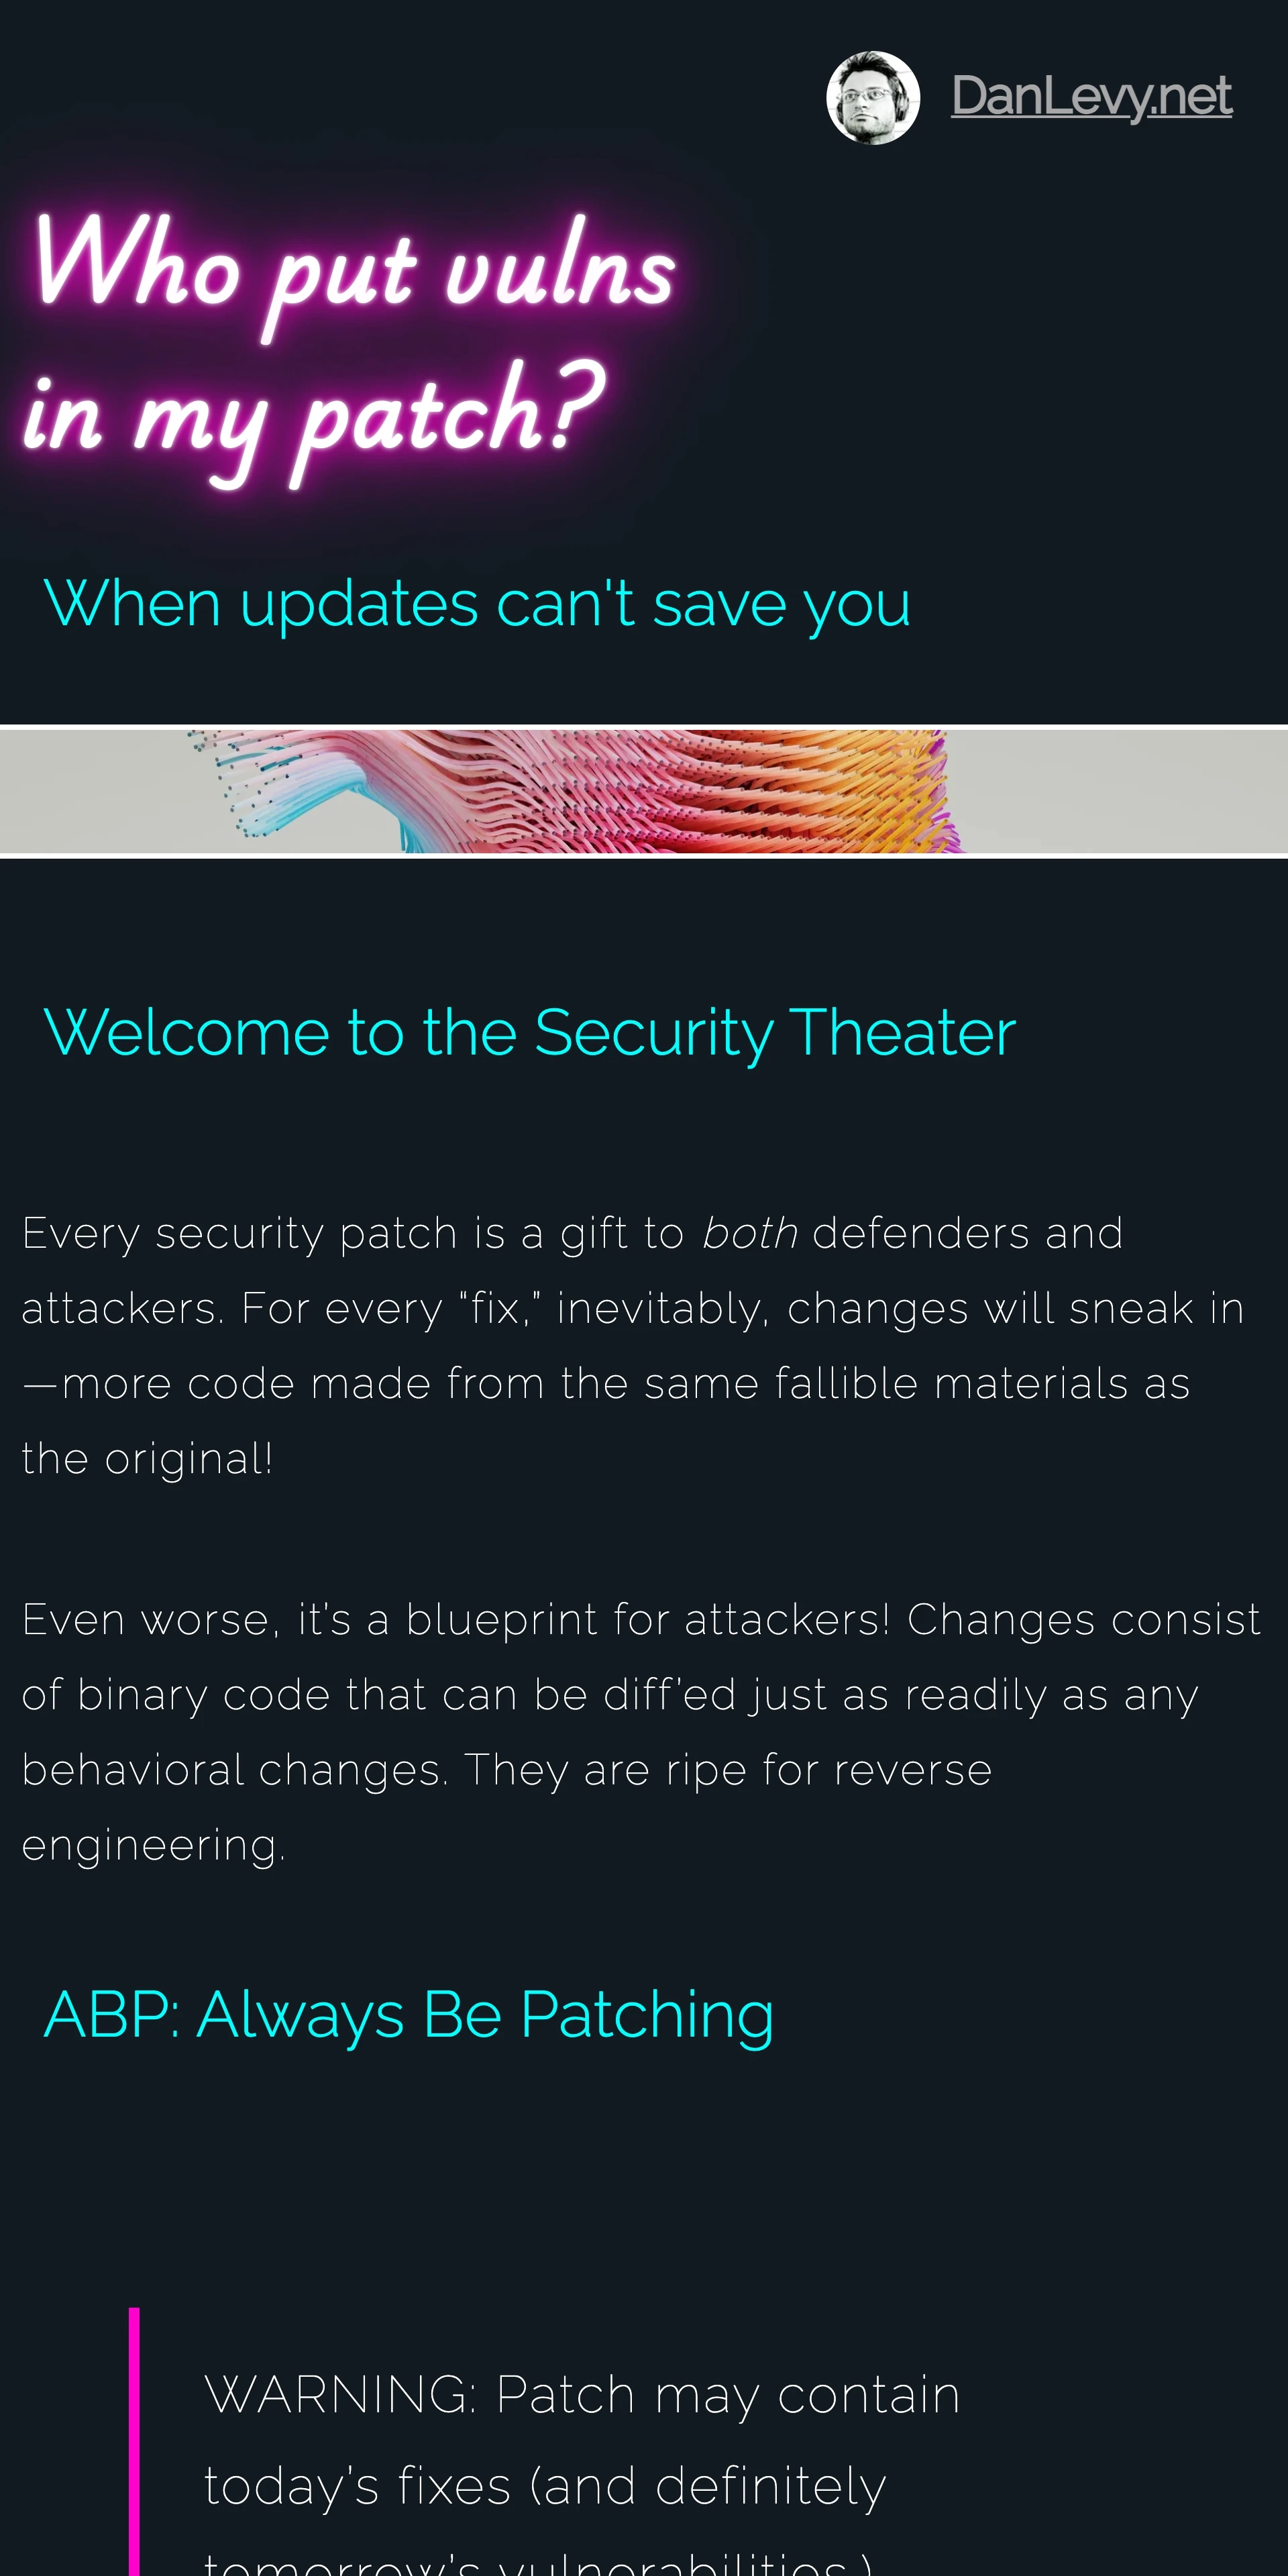 DanLevy.net
Who put vulns
in my patch?
When updates can't save you
Welcome to the Security Theater
Every security patch is a gift to both defenders and
attackers. For every “fix,” inevitably, changes will sneak in
—more code made from the same fallible materials as
the original!
Even worse, it’s a blueprint for attackers! Changes consist
of binary code that can be diff’ed just as readily as any
behavioral changes. They are ripe for reverse
engineering.
ABP: Always Be Patching
WARNING: Patch may contain
today’s fixes (and definitely
tomorrow’s vulnerabilities.)